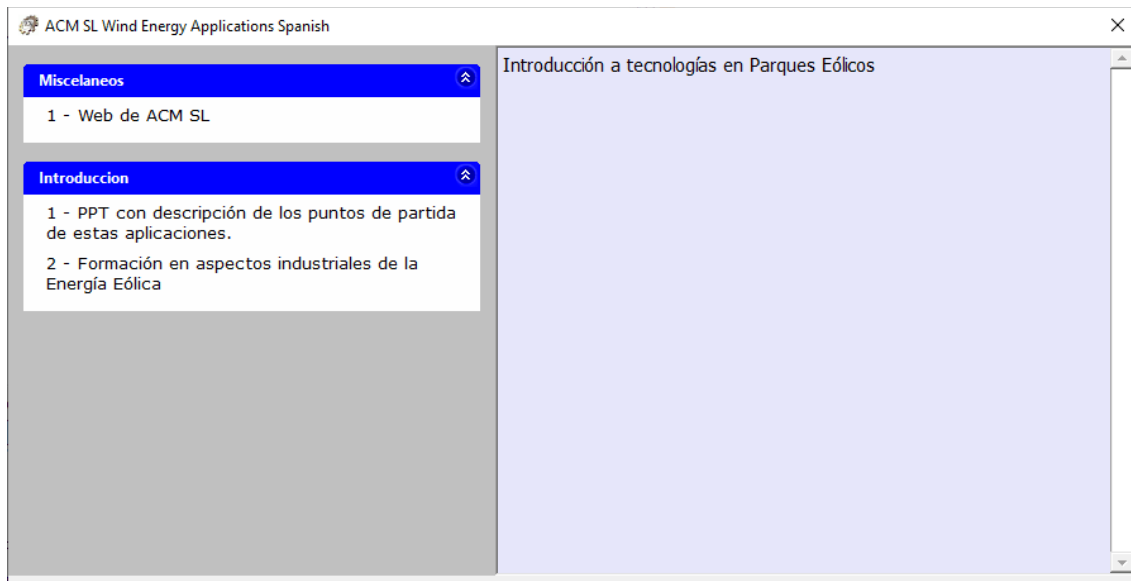 ACM SL Wind Energy Applications Spanish
Miscelaneos
1 - Web de ACM SL
Introduccion
1 - PPT con descripción de los puntos de partida
de estas aplicaciones.
2 - Formación en aspectos industriales de la
Energía Eólica
Introducción a tecnologías en Parques Eólicos